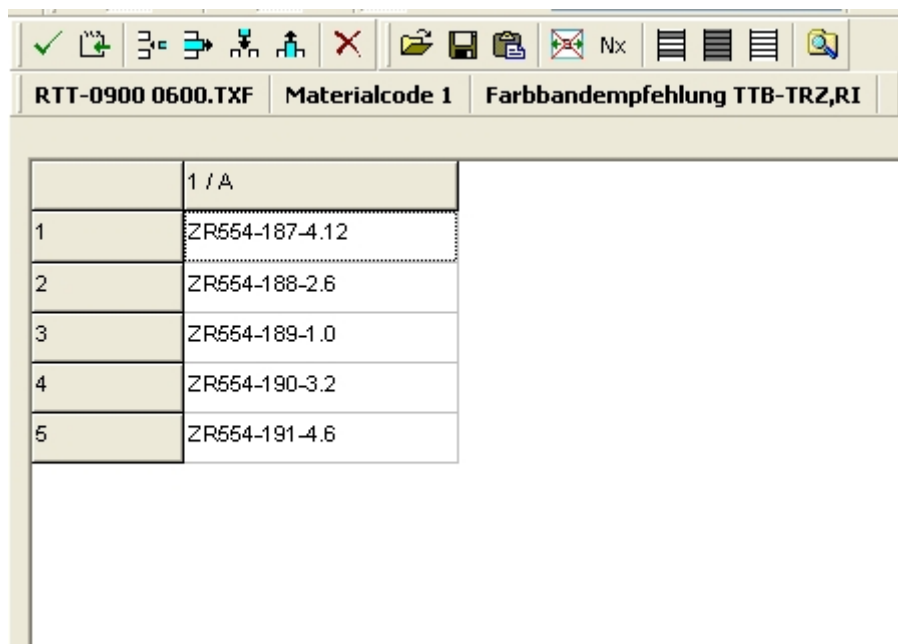 Nx
RTT-0900 0600.TXF Materialcode 1 Farbbandempfehlung TTB-TRZ,RI
1 / A
1 ZR554-187-4.12
2 ZR554-188-2.6
3 ZR554-189-1.0
4 ZR554-190-3.2
5 ZR554-191-4.6